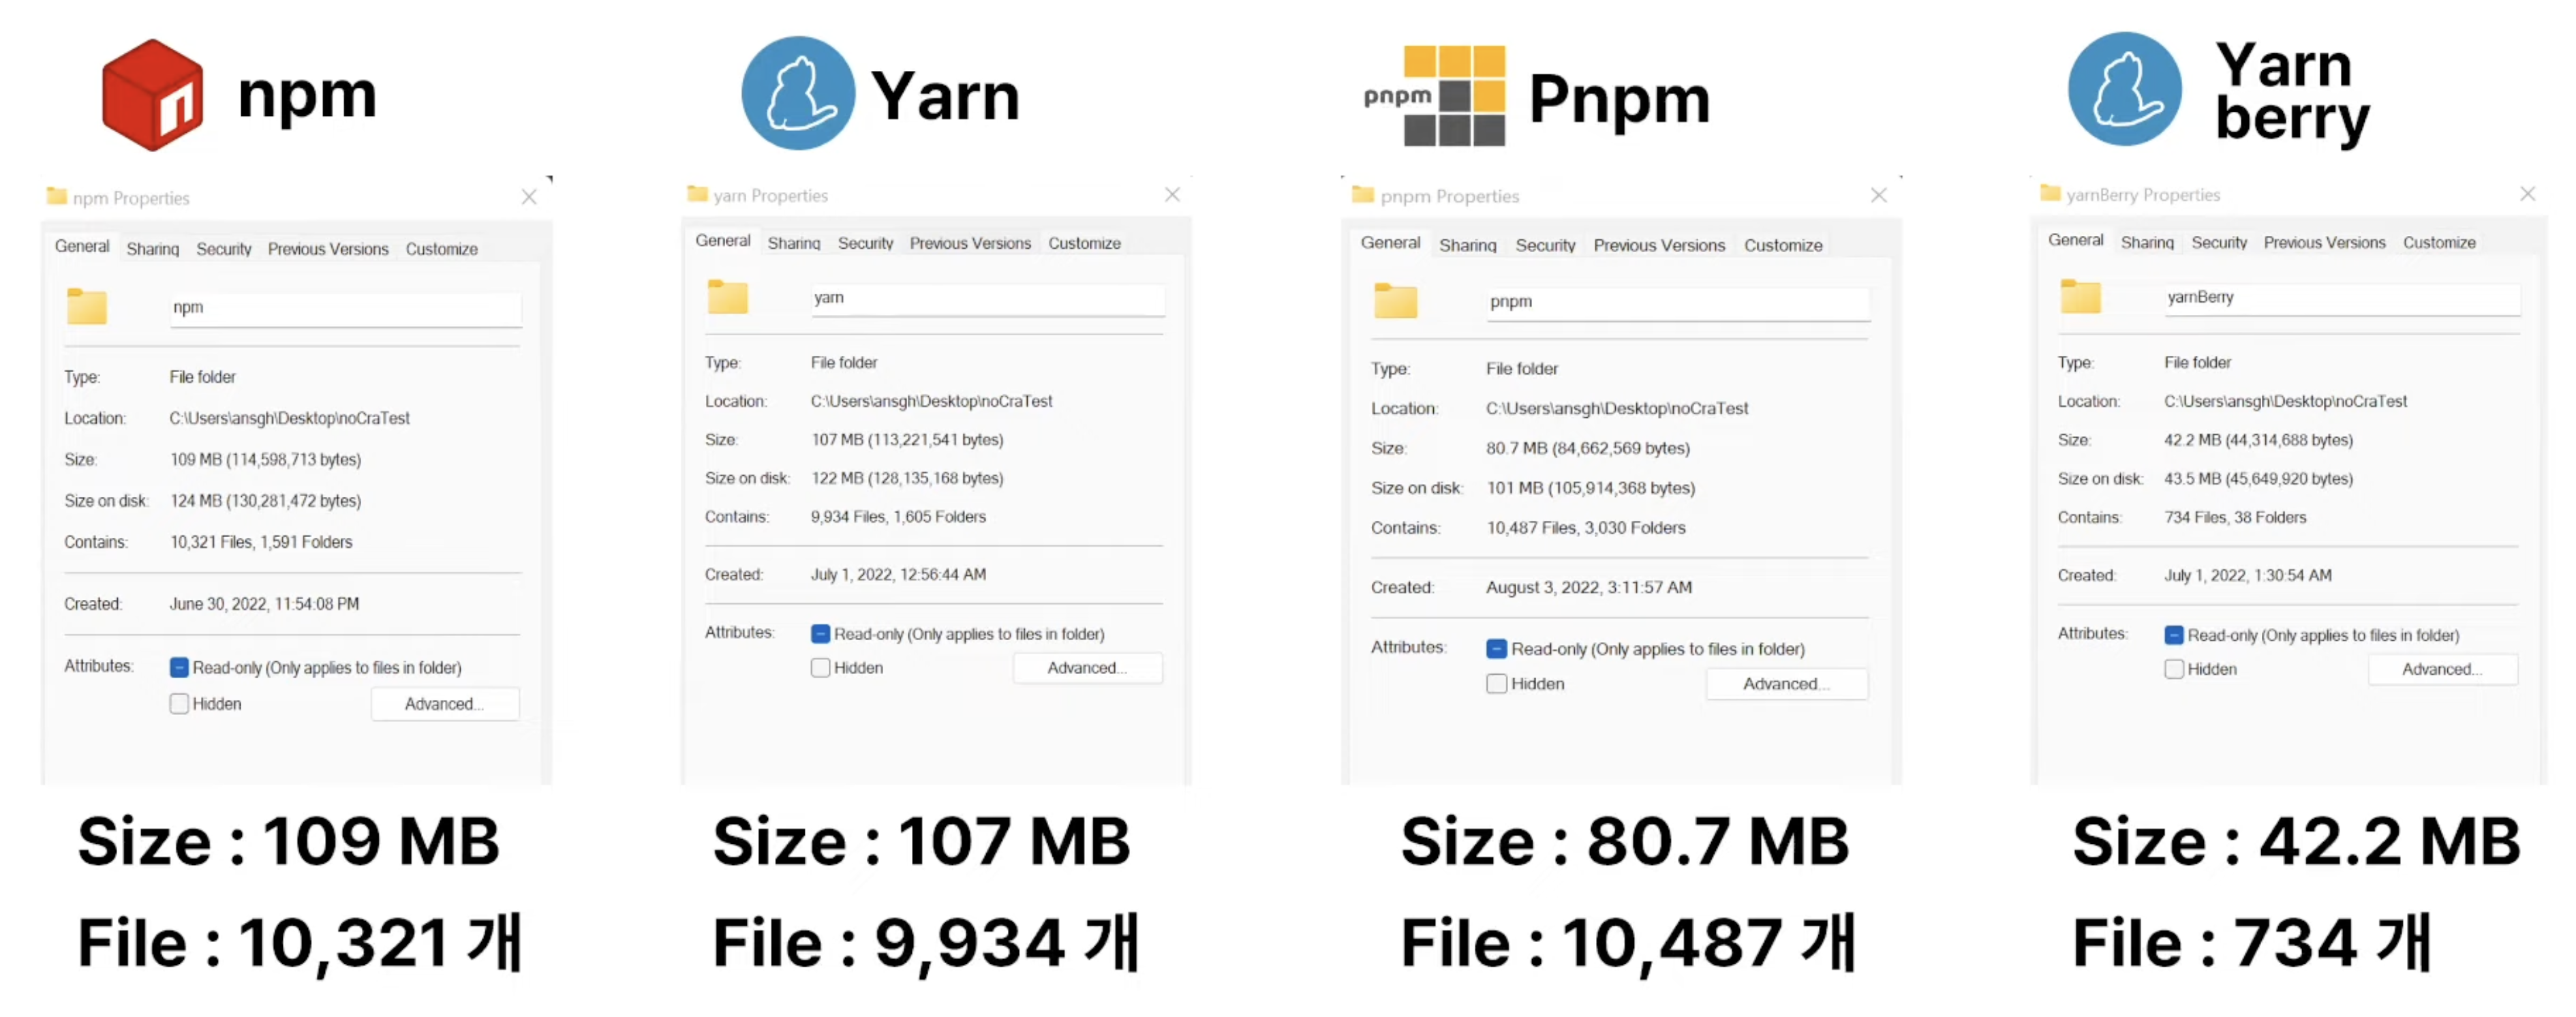 npm
npm Properties
General Sharing Security Previous Versions Customize
npm
Type: File folder
Location: C:\Users\ansgh\Desktop\noCraTest
Size: 109 MB (114,598,713 bytes)
Size on disk: 124 MB (130,281,472 bytes)
Contains: 10,321 Files, 1,591 Folders
Created: June 30, 2022, 11:54:08 PM
Attributes: Read-only (Only applies to files in folder)
Hidden Advanced...
Size : 109 MB
File : 10,321 개
Yarn
yarn Properties
General Sharing Security Previous Versions Customize
yarn
Type: File folder
Location: C:\Users\ansgh\Desktop\noCraTest
Size: 107 MB (113,221,541 bytes)
Size on disk: 122 MB (128,135,168 bytes)
Contains: 9,934 Files, 1,605 Folders
Created: July 1, 2022, 12:56:44 AM
Attributes: Read-only (Only applies to files in folder)
Hidden Advanced...
Size : 107 MB
File : 9,934 개
pnpm Pnpm
pnpm Properties
General Sharing Security Previous Versions Customize
pnpm
Type: File folder
Location: C:\Users\ansgh\Desktop\noCraTest
Size: 80.7 MB (84,662,569 bytes)
Size on disk: 101 MB (105,914,368 bytes)
Contains: 10,487 Files, 3,030 Folders
Created: August 3, 2022, 3:11:57 AM
Attributes: Read-only (Only applies to files in folder)
Hidden Advanced...
Size : 80.7 MB
File : 10,487 개
Yarn
berry
yarnBerry Properties
General Sharing Security Previous Versions Customize
yarnBerry
Type: File folder
Location: C:\Users\ansgh\Desktop\noCraTest
Size: 42.2 MB (44,314,688 bytes)
Size on disk: 43.5 MB (45,649,920 bytes)
Contains: 734 Files, 38 Folders
Created: July 1, 2022, 1:30:54 AM
Attributes: Read-only (Only applies to files in folder)
Hidden Advanced...
Size : 42.2 MB
File : 734 개